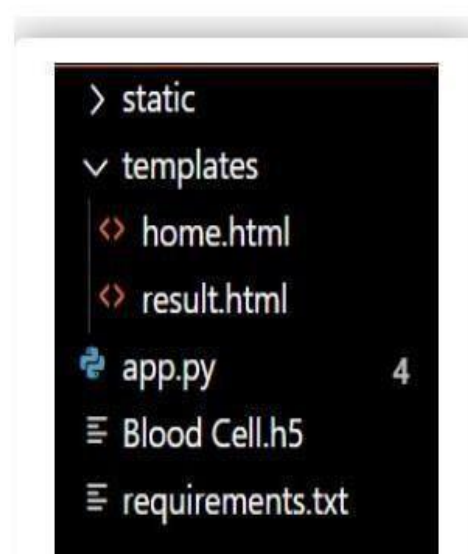 static
templates
home.html
result.html
app.py 4
Blood Cell.h5
requirements.txt